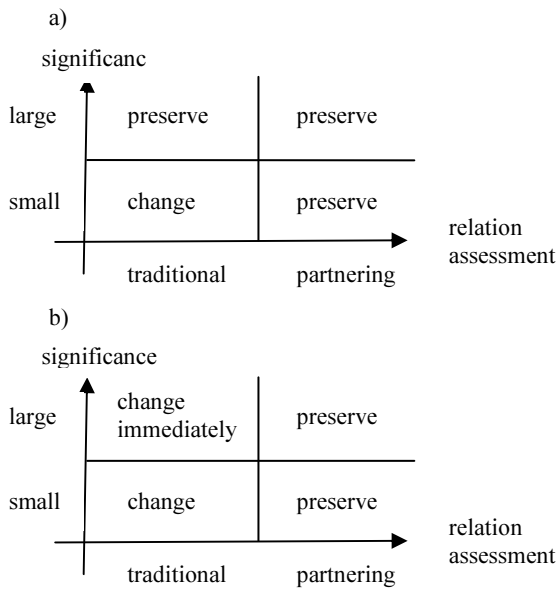 a)
significanc
large preserve preserve
small change preserve
relation
assessment
traditional partnering
b)
significance
large change immediately preserve
small change preserve
relation
assessment
traditional partnering